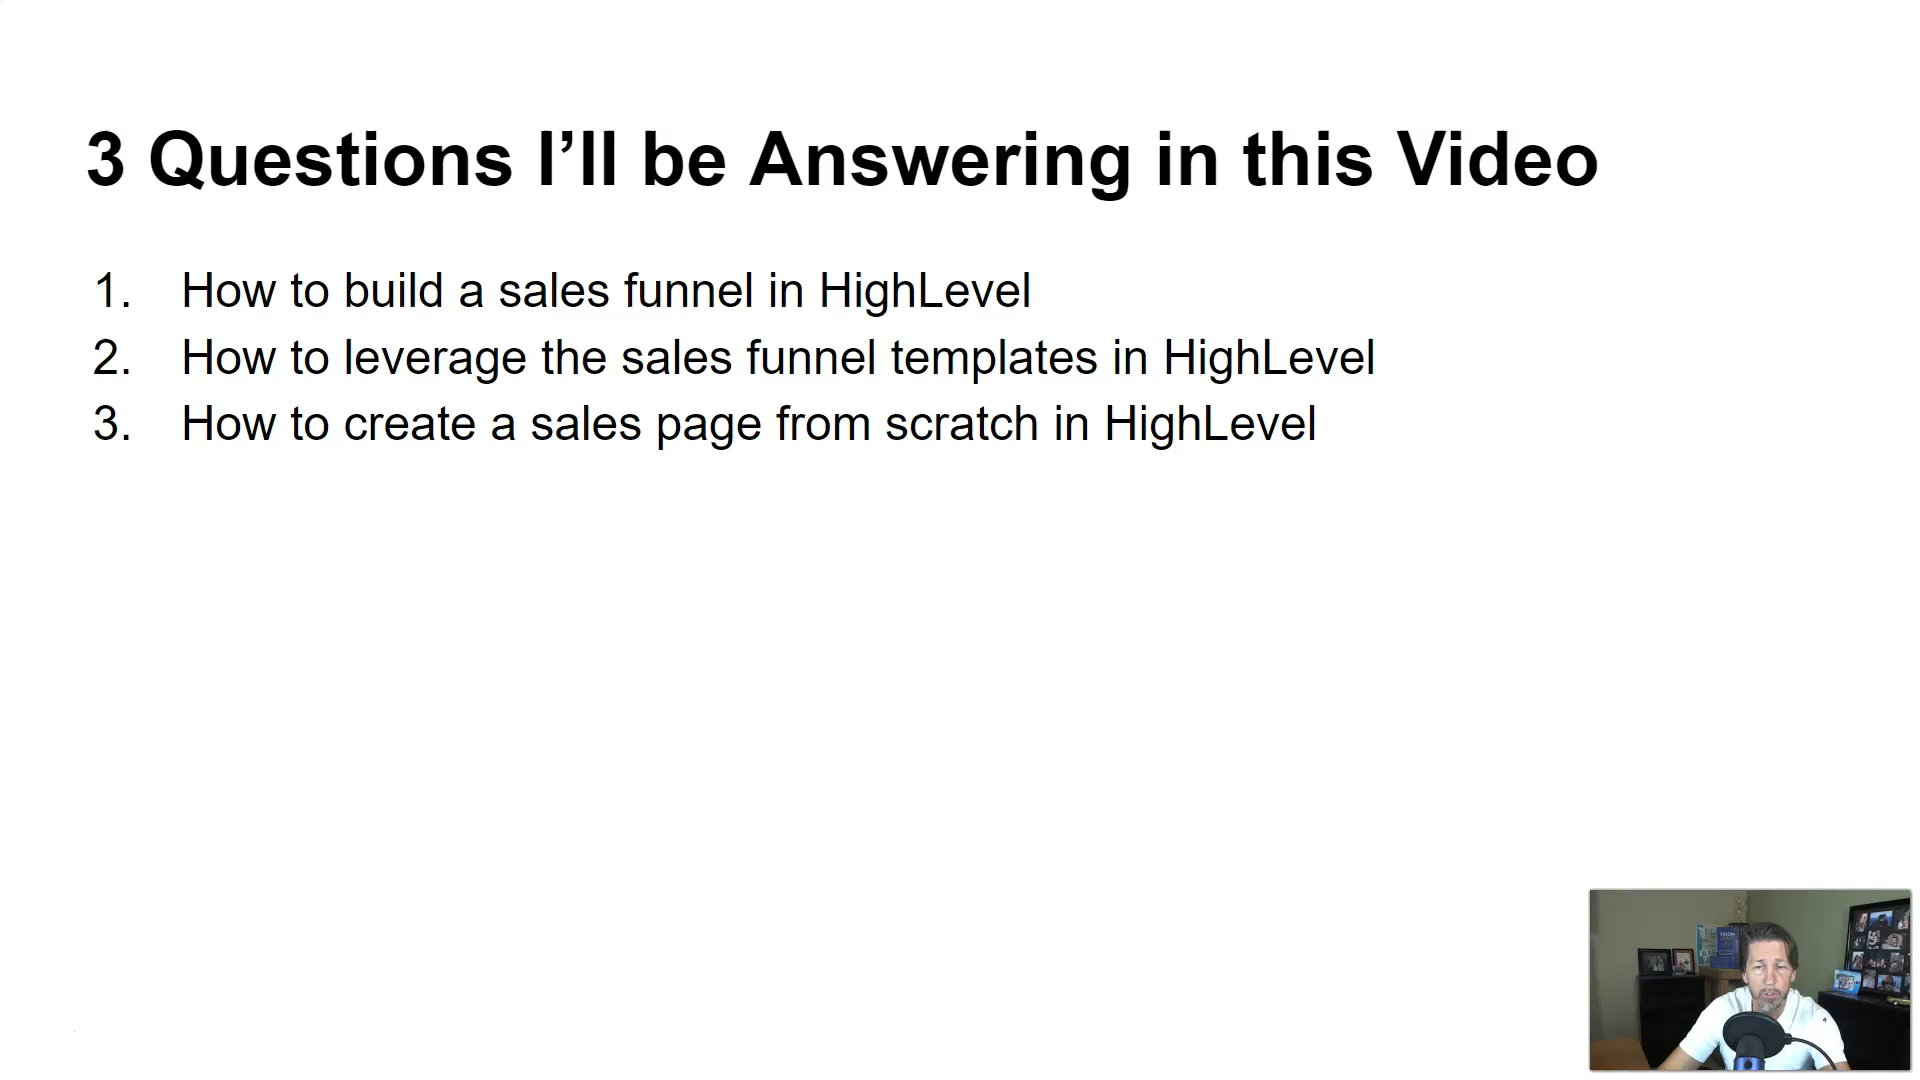 3 Questions I’ll be Answering in this Video
1. How to build a sales funnel in HighLevel
2. How to leverage the sales funnel templates in HighLevel
3. How to create a sales page from scratch in HighLevel